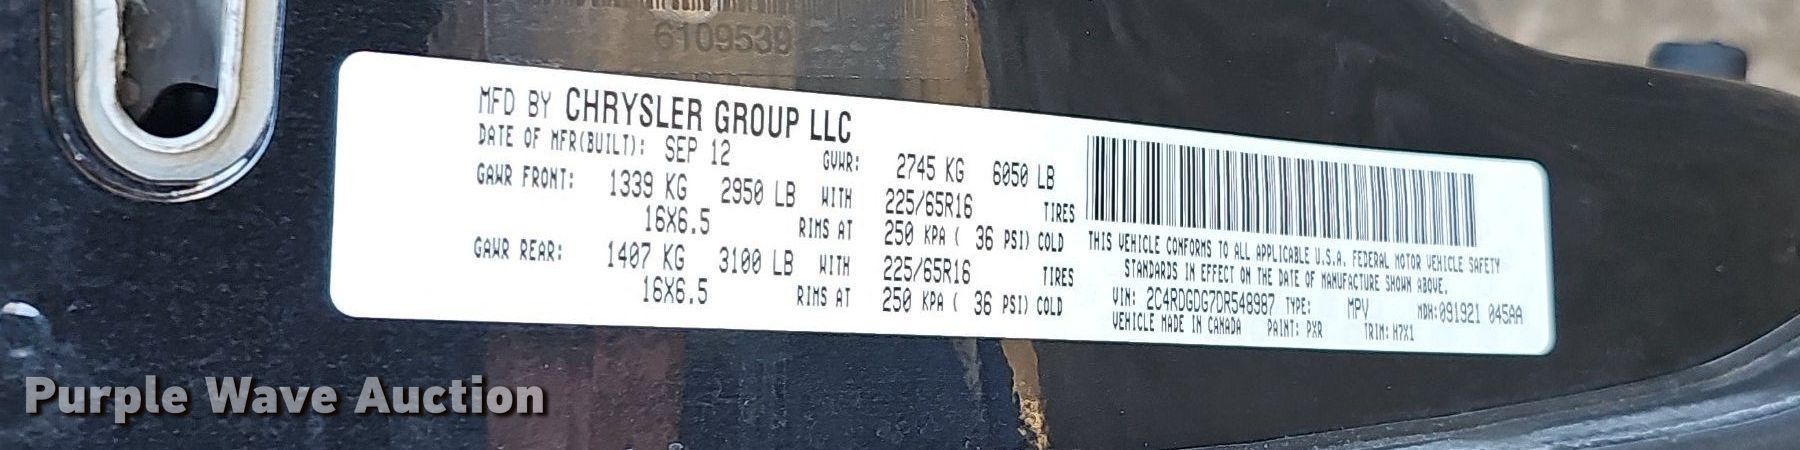 6109539
MFD BY CHRYSLER GROUP LLC
DATE OF MFR(BUILT): SEP 12 GVWR: 2745 KG 6050 LB
GAWR FRONT: 1339 KG 2950 LB WITH 225/65R16 TIRES
16X6.5 RIMS AT 250 KPA ( 36 PSI) COLD
GAWR REAR: 1407 KG 3100 LB WITH 225/65R16 TIRES
16X6.5 RIMS AT 250 KPA ( 36 PSI) COLD
THIS VEHICLE CONFORMS TO ALL APPLICABLE U.S.A. FEDERAL MOTOR VEHICLE SAFETY
STANDARDS IN EFFECT ON THE DATE OF MANUFACTURE SHOWN ABOVE.
VIN: 2C4RDGDG7DR548987 TYPE: MPV MDH:091921 045AA
VEHICLE MADE IN CANADA PAINT: PXR TRIM: H7X1
Purple Wave Auction